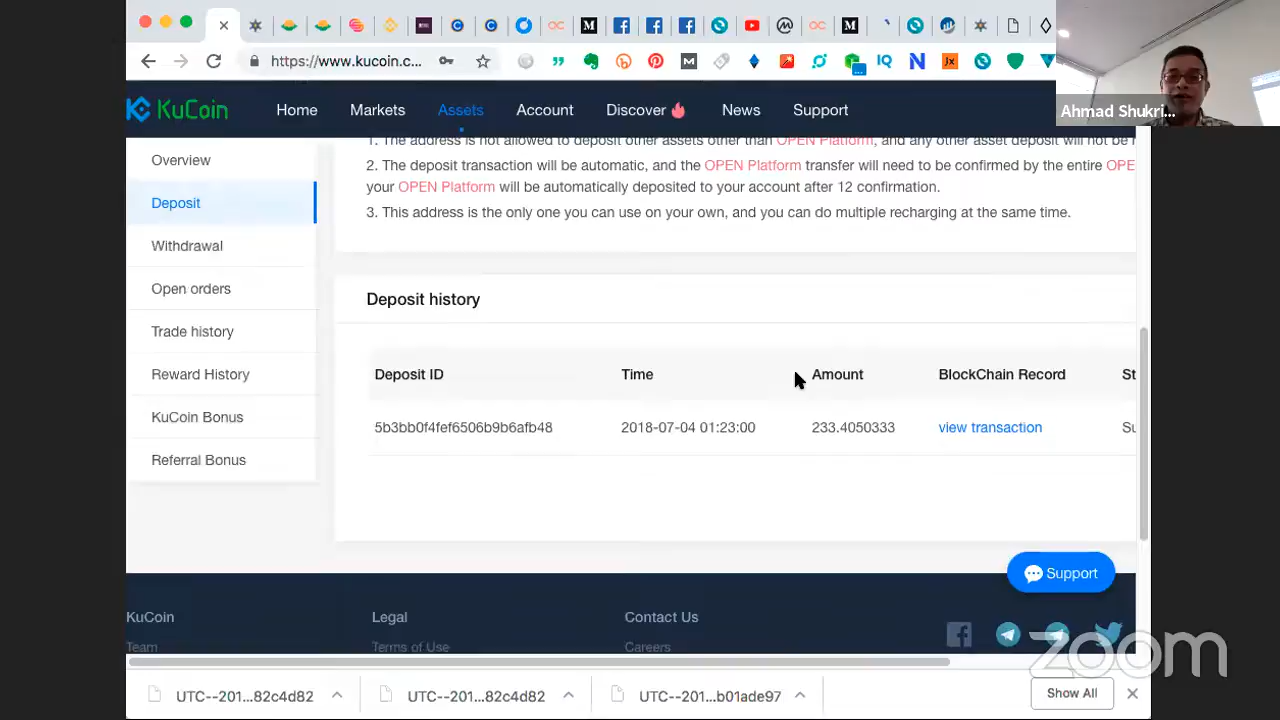 https://www.kucoin.c...
KuCoin
Home
Markets
Assets
Account
Discover
News
Support
Ahmad Shukri...
Overview
Deposit
Withdrawal
Open orders
Trade history
Reward History
KuCoin Bonus
Referral Bonus
1. The address is not allowed to deposit other assets other than OPEN Platform, and any other asset deposit will not be
2. The deposit transaction will be automatic, and the OPEN Platform transfer will need to be confirmed by the entire OPE
your OPEN Platform will be automatically deposited to your account after 12 confirmation.
3. This address is the only one you can use on your own, and you can do multiple recharging at the same time.
Deposit history
Deposit ID Time Amount BlockChain Record St
5b3bb0f4fef6506b9b6afb48 2018-07-04 01:23:00 233.4050333 view transaction Su
Support
KuCoin Legal Contact Us
Team Terms of Use Careers
zoom
UTC--201...82c4d82 UTC--201...82c4d82 UTC--201...b01ade97 Show All